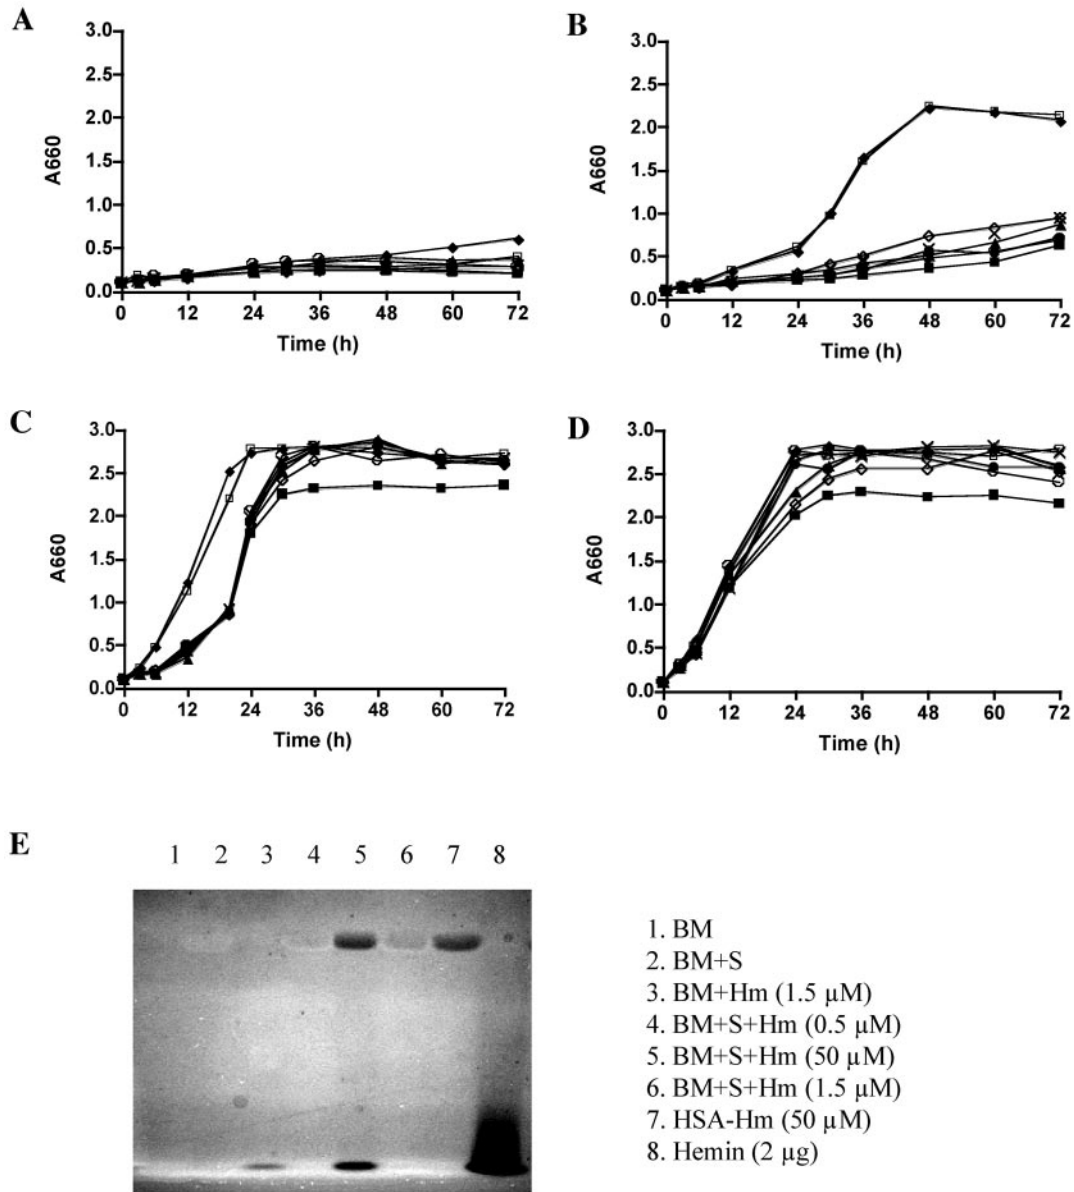 A
3.0
2.5
2.0
1.5
1.0
0.5
0.0
A660
0 12 24 36 48 60 72
Time (h)
B
3.0
2.5
2.0
1.5
1.0
0.5
0.0
A660
0 12 24 36 48 60 72
Time (h)
C
3.0
2.5
2.0
1.5
1.0
0.5
0.0
A660
0 12 24 36 48 60 72
Time (h)
D
3.0
2.5
2.0
1.5
1.0
0.5
0.0
A660
0 12 24 36 48 60 72
Time (h)
E
1 2 3 4 5 6 7 8
1. BM
2. BM+S
3. BM+Hm (1.5 µM)
4. BM+S+Hm (0.5 µM)
5. BM+S+Hm (50 µM)
6. BM+S+Hm (1.5 µM)
7. HSA-Hm (50 µM)
8. Hemin (2 µg)